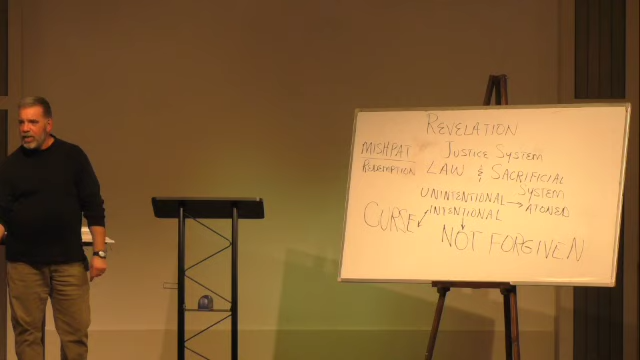 REVELATION
MISHPAT JUSTICE SYSTEM
REDEMPTION LAW & SACRIFICIAL
SYSTEM
UNINTENTIONAL → ATONED
CURSE INTENTIONAL
NOT FORGIVEN